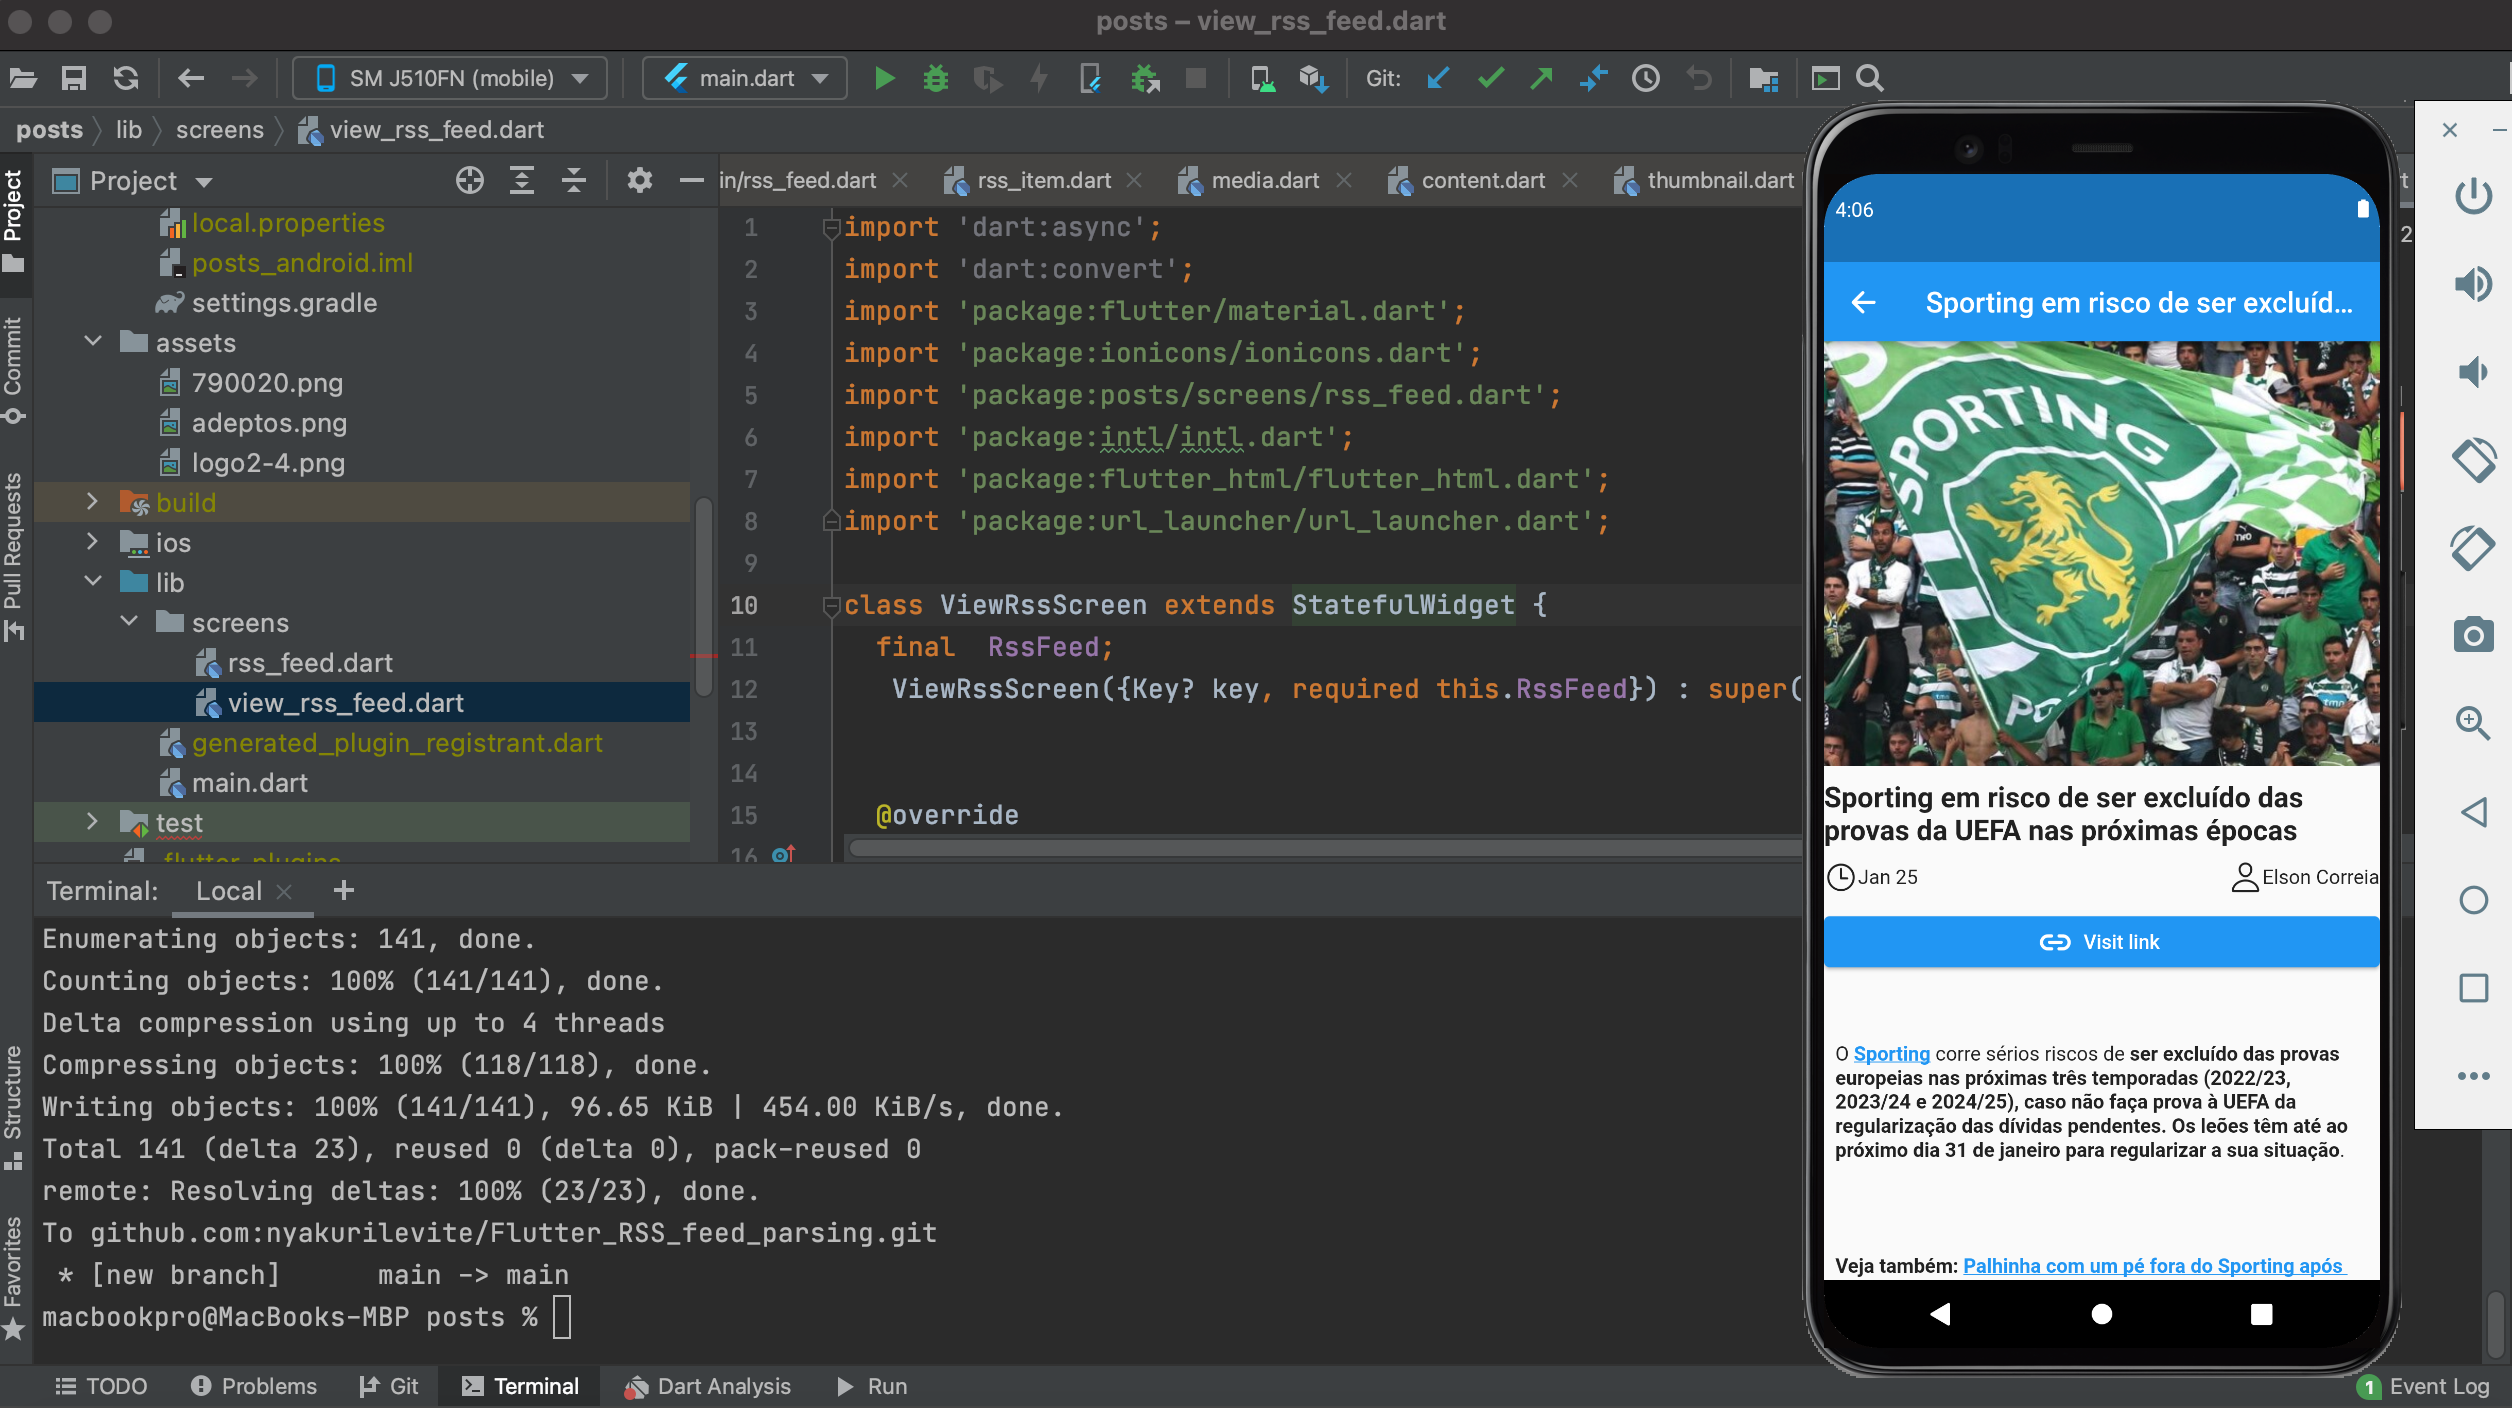 posts – view_rss_feed.dart
SM J510FN (mobile)
main.dart
Git:
posts
lib
screens
view_rss_feed.dart
Project
in/rss_feed.dart
rss_item.dart
media.dart
content.dart
thumbnail.dart
Project
Commit
Pull Requests
Structure
Favorites
local.properties
posts_android.iml
settings.gradle
assets
790020.png
adeptos.png
logo2-4.png
build
ios
lib
screens
rss_feed.dart
view_rss_feed.dart
generated_plugin_registrant.dart
main.dart
test
.flutter-plugins
1 import 'dart:async';
2 import 'dart:convert';
3 import 'package:flutter/material.dart';
4 import 'package:ionicons/ionicons.dart';
5 import 'package:posts/screens/rss_feed.dart';
6 import 'package:intl/intl.dart';
7 import 'package:flutter_html/flutter_html.dart';
8 import 'package:url_launcher/url_launcher.dart';
9
10 class ViewRssScreen extends StatefulWidget {
11 final  RssFeed;
12 ViewRssScreen({Key? key, required this.RssFeed}) : super(
13
14
15 @override
16
Terminal:
Local
Enumerating objects: 141, done.
Counting objects: 100% (141/141), done.
Delta compression using up to 4 threads
Compressing objects: 100% (118/118), done.
Writing objects: 100% (141/141), 96.65 KiB | 454.00 KiB/s, done.
Total 141 (delta 23), reused 0 (delta 0), pack-reused 0
remote: Resolving deltas: 100% (23/23), done.
To github.com:nyakurilevite/Flutter_RSS_feed_parsing.git
 * [new branch]      main -> main
macbookpro@MacBooks-MBP posts %
TODO
Problems
Git
Terminal
Dart Analysis
Run
1 Event Log
4:06
Sporting em risco de ser excluíd...
SPORTING
PO
Sporting em risco de ser excluído das
provas da UEFA nas próximas épocas
Jan 25
Elson Correia
Visit link
O Sporting corre sérios riscos de ser excluído das provas
europeias nas próximas três temporadas (2022/23,
2023/24 e 2024/25), caso não faça prova à UEFA da
regularização das dívidas pendentes. Os leões têm até ao
próximo dia 31 de janeiro para regularizar a sua situação.
Veja também: Palhinha com um pé fora do Sporting após
2
t